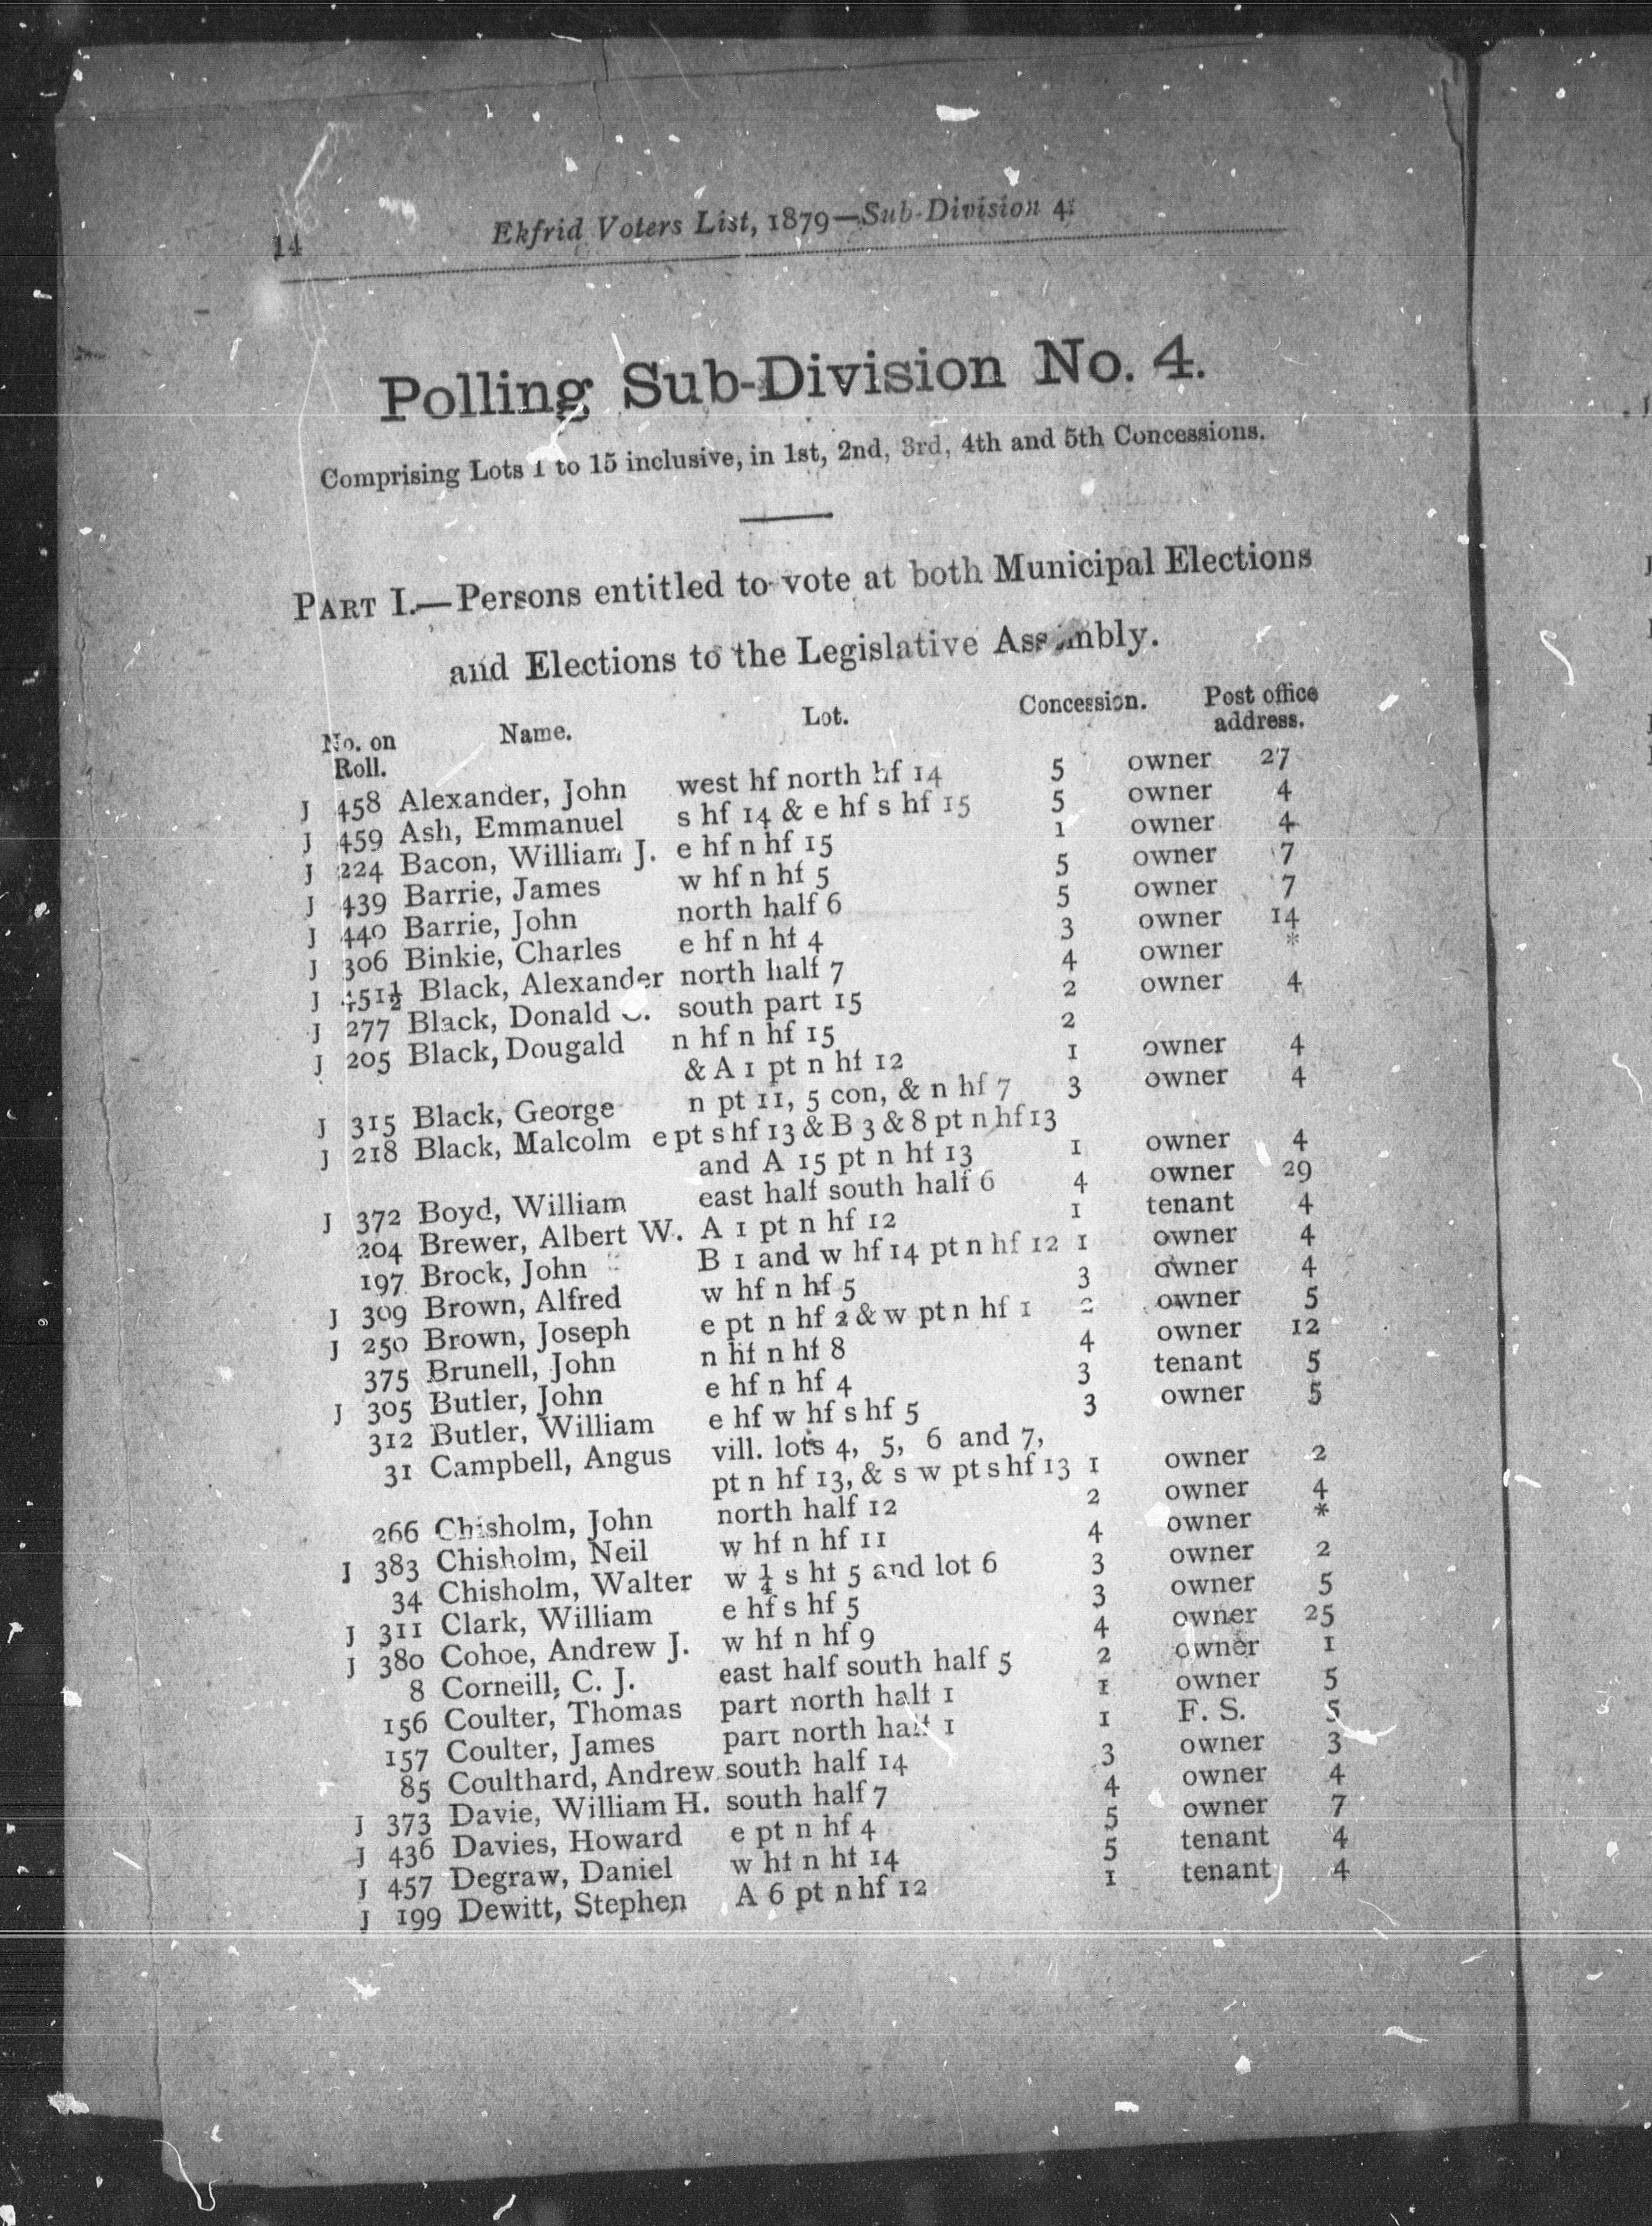 14 Ekfrid Voters List, 1879—Sub-Division 4:
Polling Sub-Division No. 4.
Comprising Lots 1 to 15 inclusive, in 1st, 2nd, 3rd, 4th and 5th Concessions.
PART I.—Persons entitled to vote at both Municipal Elections
and Elections to the Legislative Assembly.
No. on Roll. Name. Lot. Concession. Post office address.
J 458 Alexander, John west hf north hf 14 5 owner 27
J 459 Ash, Emmanuel s hf 14 & e hf s hf 15 5 owner 4
J 224 Bacon, William J. e hf n hf 15 1 owner 4
J 439 Barrie, James w hf n hf 5 5 owner 7
J 440 Barrie, John north half 6 5 owner 7
J 306 Binkie, Charles e hf n hf 4 3 owner 14
J 451½ Black, Alexander north half 7 4 owner *
J 277 Black, Donald south part 15 2 owner 4
J 205 Black, Dougald n hf n hf 15 2
& A 1 pt n hf 12 1 owner 4
J 315 Black, George n pt 11, 5 con, & n hf 7 3 owner 4
J 218 Black, Malcolm e pt s hf 13 & B 3 & 8 pt n hf 13
and A 15 pt n hf 13 1 owner 4
J 372 Boyd, William east half south half 6 4 owner 29
204 Brewer, Albert W. A 1 pt n hf 12 1 tenant 4
197 Brock, John B 1 and w hf 14 pt n hf 12 1 owner 4
J 309 Brown, Alfred w hf n hf 5 3 owner 4
J 250 Brown, Joseph e pt n hf 2 & w pt n hf 1 2 owner 5
375 Brunell, John n hf n hf 8 4 owner 12
J 305 Butler, John e hf n hf 4 3 tenant 5
312 Butler, William e hf w hf s hf 5 3 owner 5
31 Campbell, Angus vill. lots 4, 5, 6 and 7,
pt n hf 13, & s w pt s hf 13 1 owner 2
266 Chisholm, John north half 12 2 owner 4
J 383 Chisholm, Neil w hf n hf 11 4 owner *
34 Chisholm, Walter w ¼ s hf 5 and lot 6 3 owner 2
J 311 Clark, William e hf s hf 5 3 owner 5
J 380 Cohoe, Andrew J. w hf n hf 9 4 owner 25
8 Corneill, C. J. east half south half 5 2 owner 1
156 Coulter, Thomas part north half 1 1 owner 5
157 Coulter, James part north half 1 1 F. S. 5
85 Coulthard, Andrew south half 14 3 owner 3
J 373 Davie, William H. south half 7 4 owner 4
J 436 Davies, Howard e pt n hf 4 5 owner 7
J 457 Degraw, Daniel w hf n hf 14 5 tenant 4
J 199 Dewitt, Stephen A 6 pt n hf 12 1 tenant 4